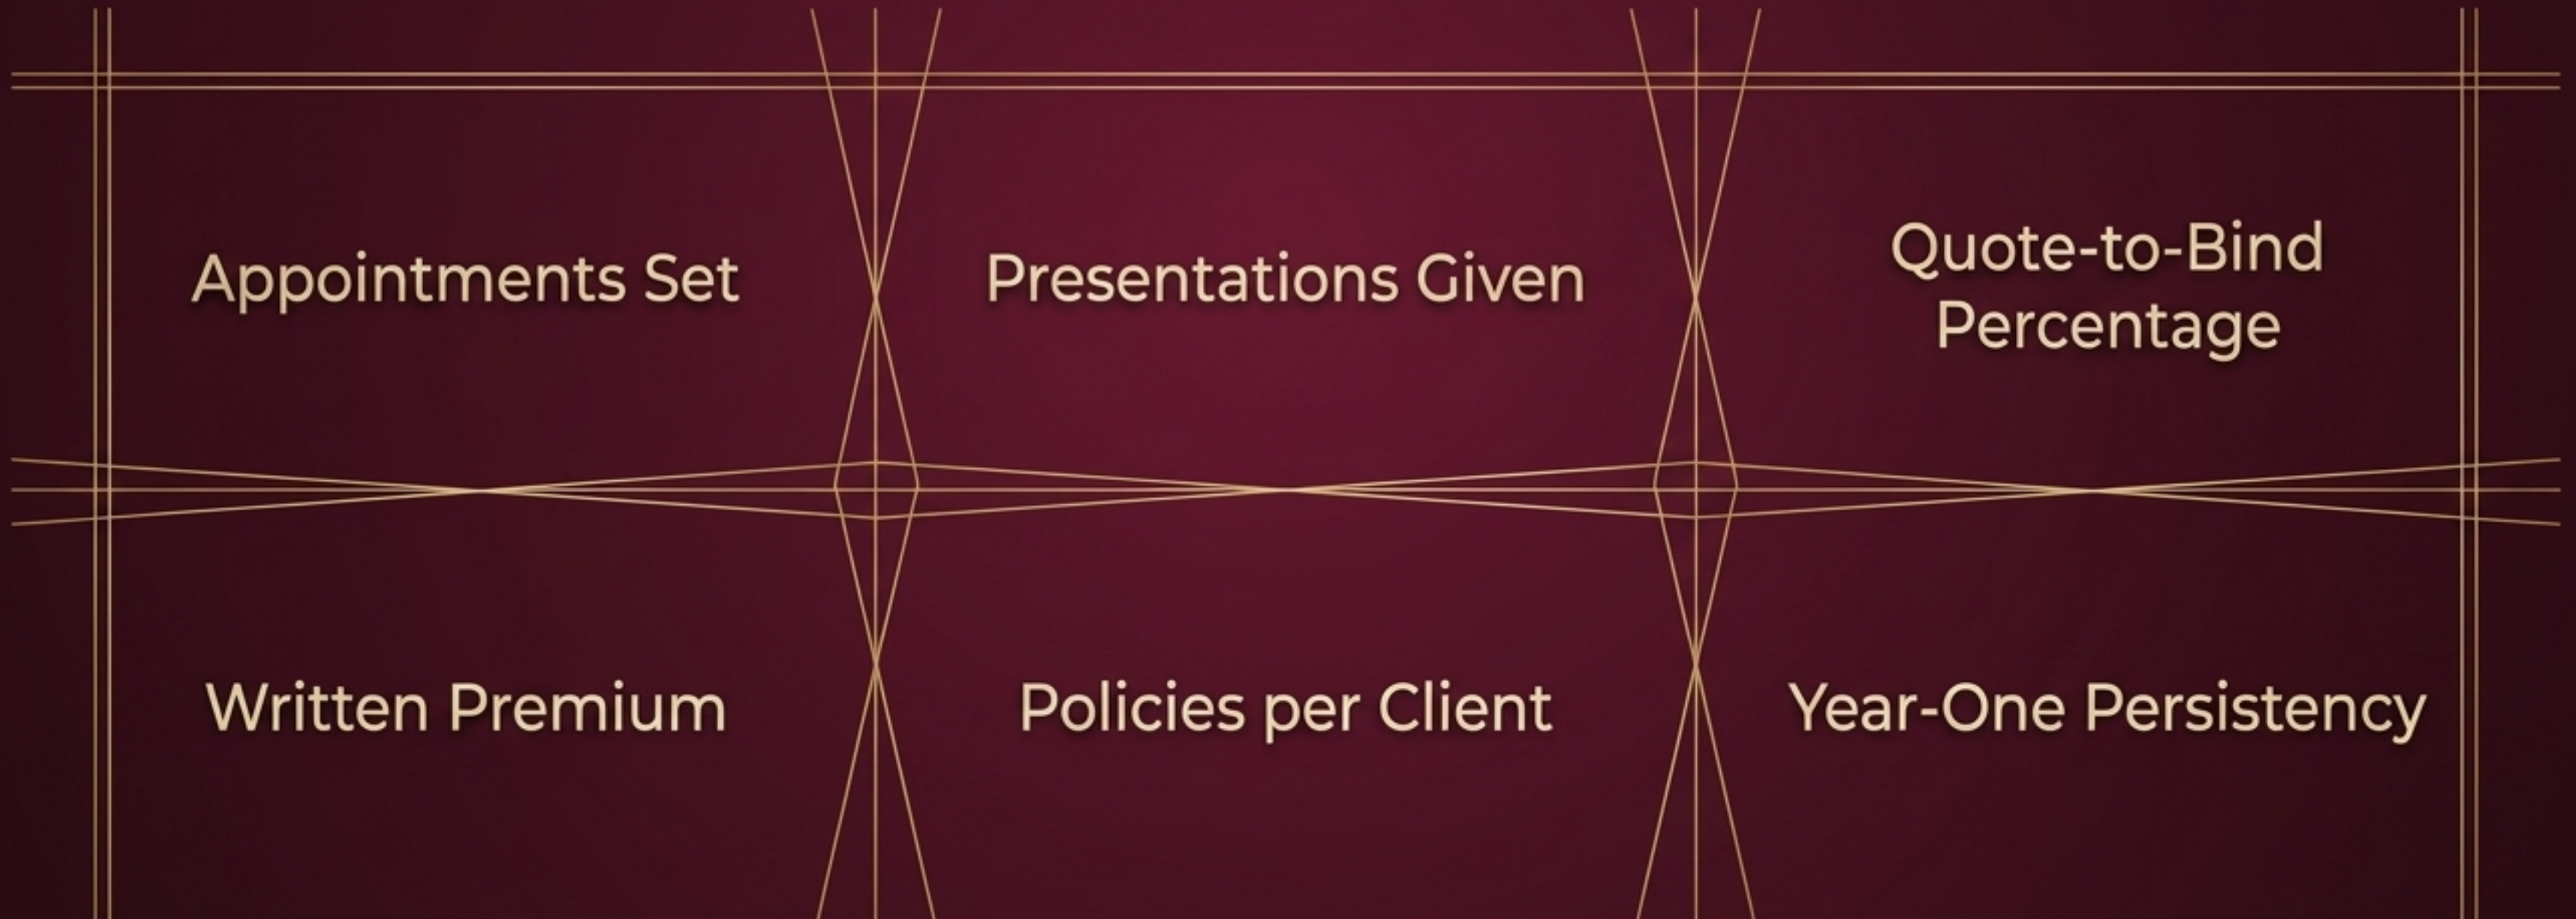 Appointments Set
Presentations Given
Quote-to-Bind
Percentage
Written Premium
Policies per Client
Year-One Persistency